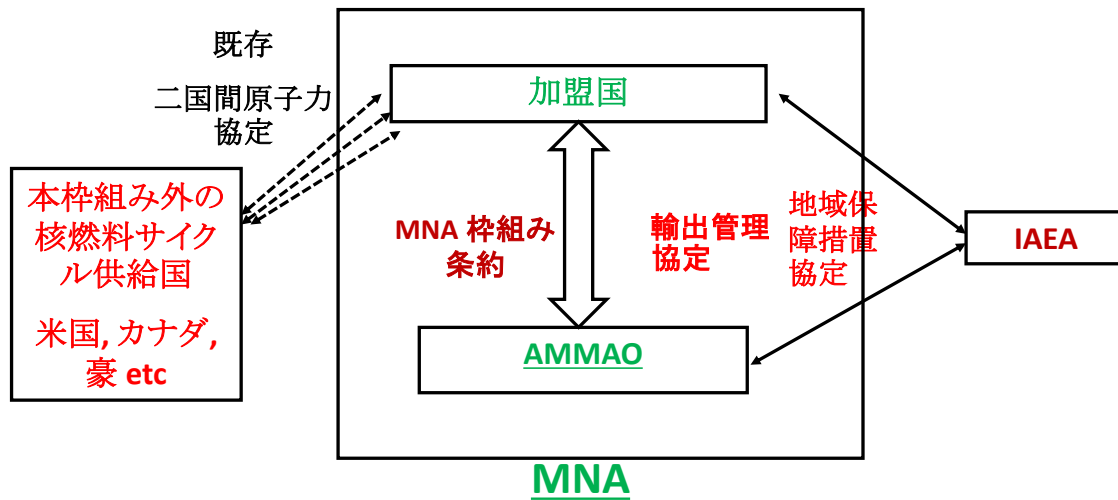 既存
二国間原子力
協定
加盟国
本枠組み外の
核燃料サイク
ル供給国
米国, カナダ,
豪 etc
MNA 枠組み
条約
輸出管理
協定
地域保
障措置
協定
IAEA
AMMAO
MNA